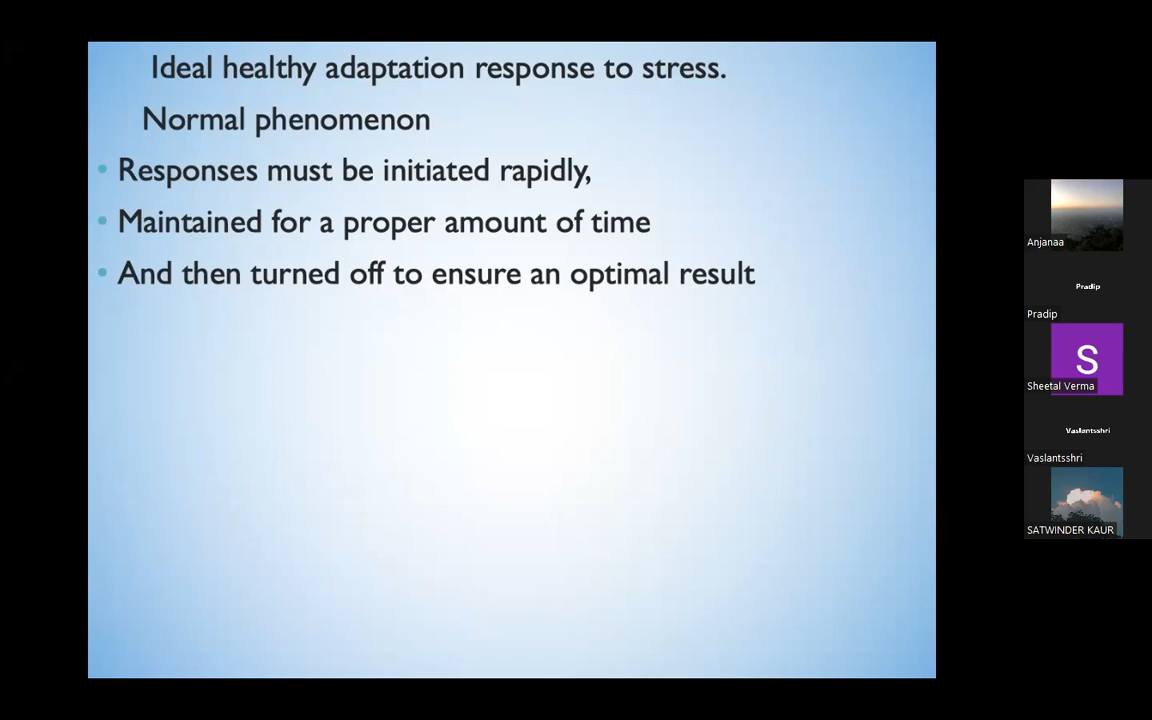 Ideal healthy adaptation response to stress.
Normal phenomenon
• Responses must be initiated rapidly,
• Maintained for a proper amount of time
• And then turned off to ensure an optimal result
Anjanaa
Pradip
Pradip
S
Sheetal Verma
Vaslantsshri
Vaslantsshri
SATWINDER KAUR